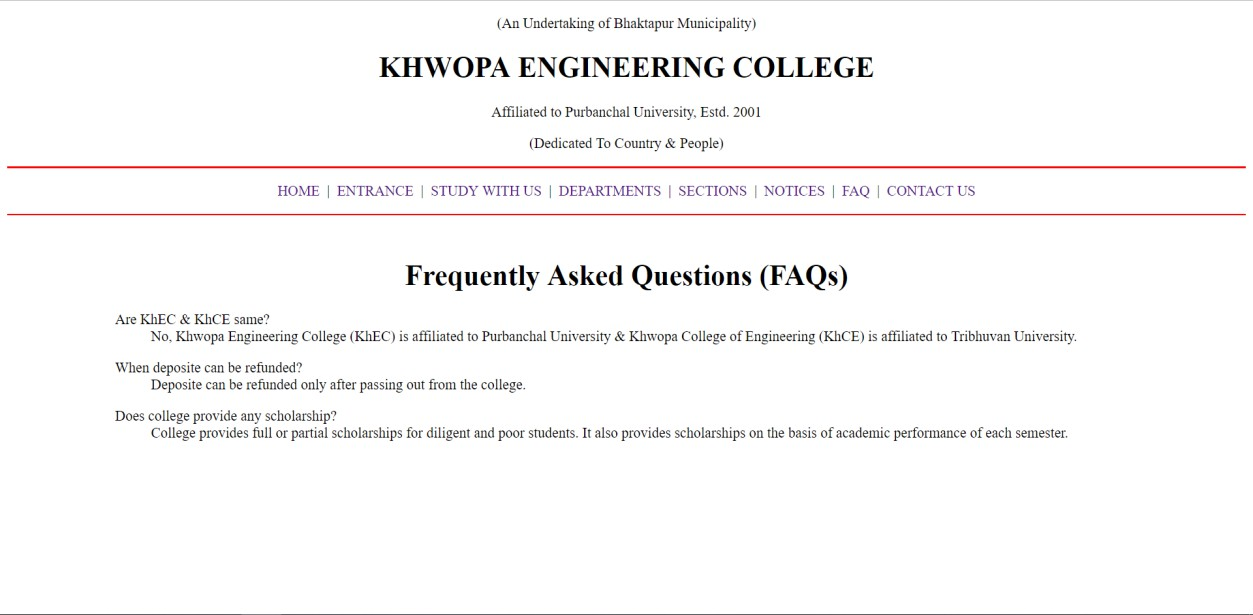 (An Undertaking of Bhaktapur Municipality)
KHWOPA ENGINEERING COLLEGE
Affiliated to Purbanchal University, Estd. 2001
(Dedicated To Country & People)
HOME | ENTRANCE | STUDY WITH US | DEPARTMENTS | SECTIONS | NOTICES | FAQ | CONTACT US
Frequently Asked Questions (FAQs)
Are KhEC & KhCE same?
No, Khwopa Engineering College (KhEC) is affiliated to Purbanchal University & Khwopa College of Engineering (KhCE) is affiliated to Tribhuvan University.
When deposite can be refunded?
Deposite can be refunded only after passing out from the college.
Does college provide any scholarship?
College provides full or partial scholarships for diligent and poor students. It also provides scholarships on the basis of academic performance of each semester.